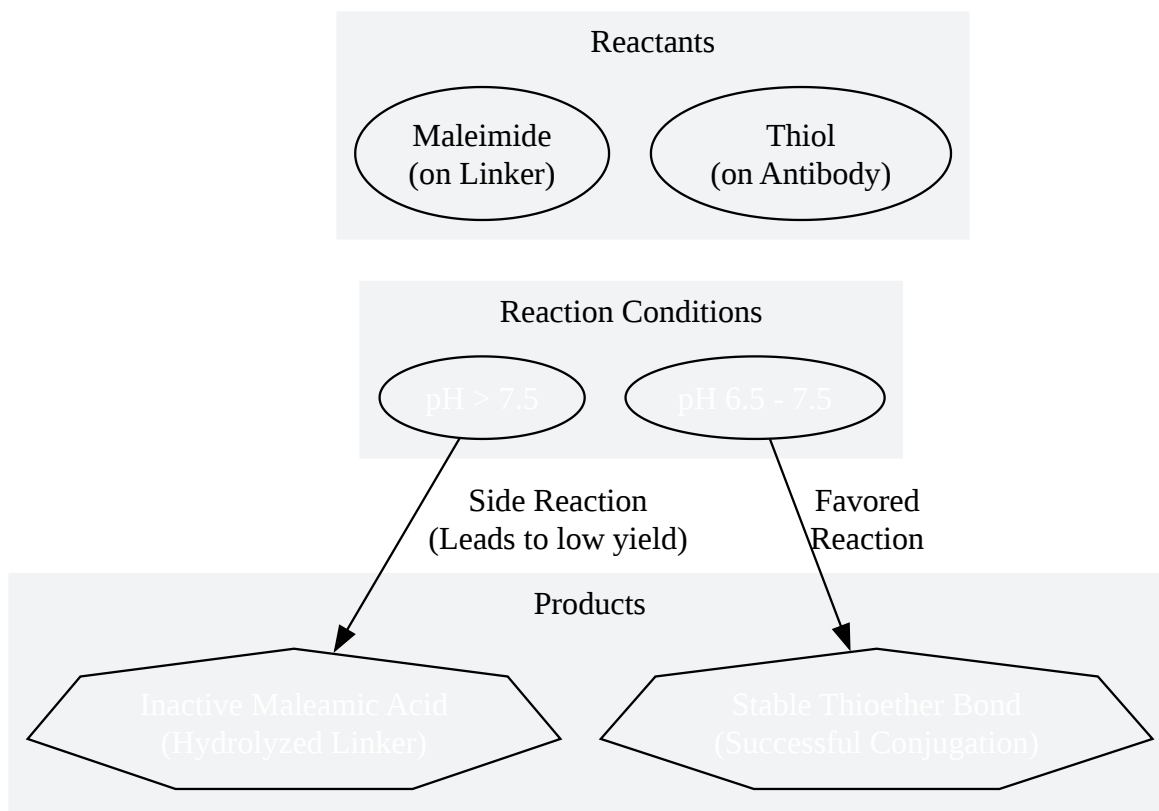 Reactants
Maleimide
(on Linker)
Thiol
(on Antibody)
Reaction Conditions
pH > 7.5
pH 6.5 - 7.5
Side Reaction
(Leads to low yield)
Favored
Reaction
Products
Inactive Maleamic Acid
(Hydrolyzed Linker)
Stable Thioether Bond
(Successful Conjugation)